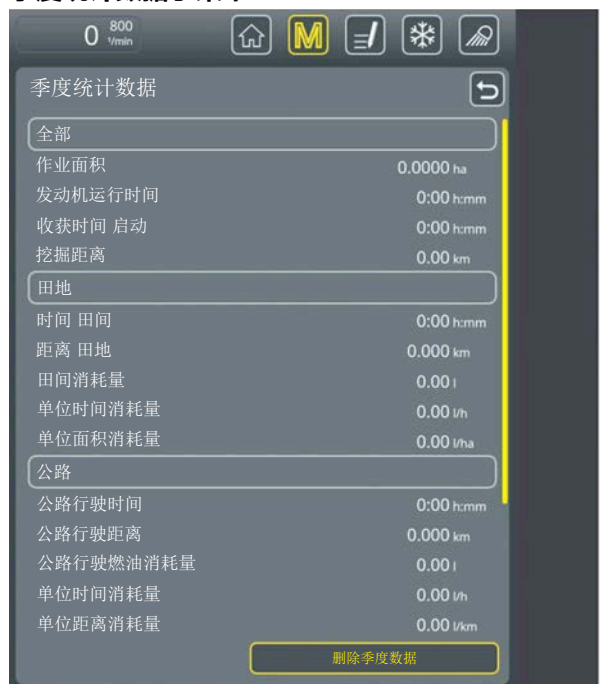 0 800 1/min
M
季度统计数据
全部
作业面积 0.0000 ha
发动机运行时间 0:00 h:mm
收获时间 启动 0:00 h:mm
挖掘距离 0.00 km
田地
时间 田间 0:00 h:mm
距离 田地 0.000 km
田间消耗量 0.00 l
单位时间消耗量 0.00 l/h
单位面积消耗量 0.00 l/ha
公路
公路行驶时间 0:00 h:mm
公路行驶距离 0.000 km
公路行驶燃油消耗量 0.00 l
单位时间消耗量 0.00 l/h
单位距离消耗量 0.00 l/km
删除季度数据